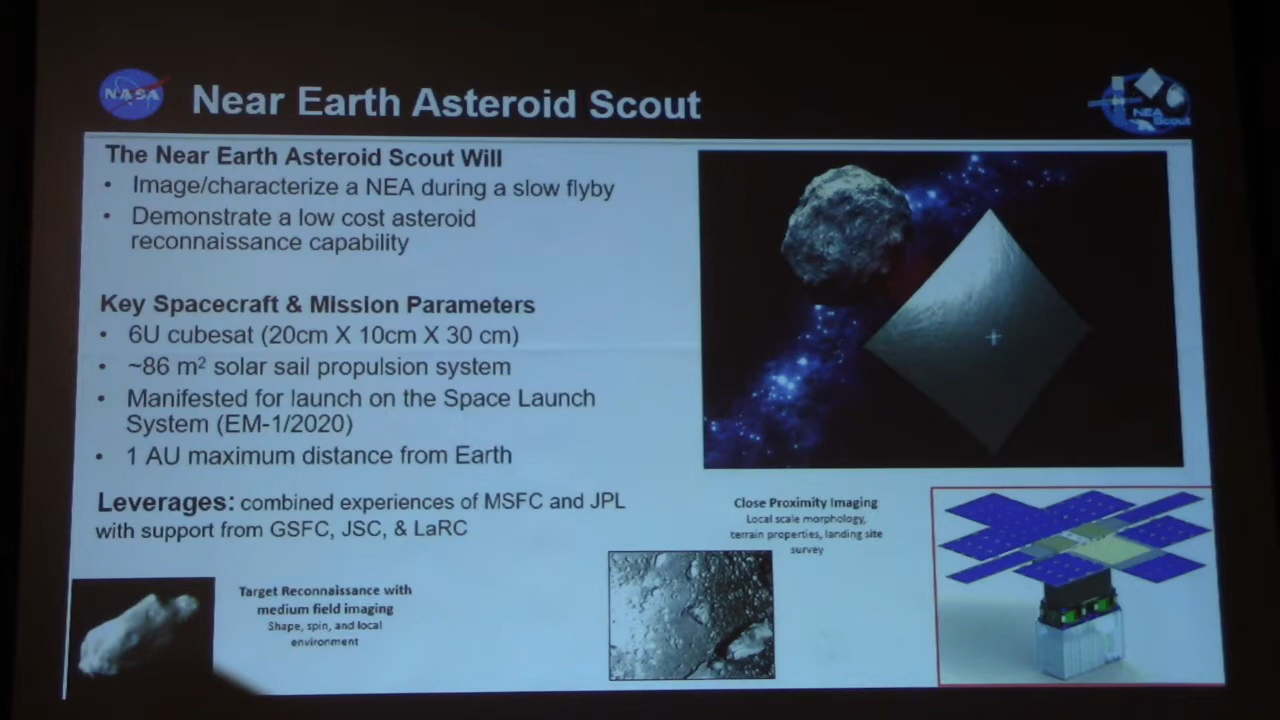 NASA
Near Earth Asteroid Scout
NEA
Scout
The Near Earth Asteroid Scout Will
• Image/characterize a NEA during a slow flyby
• Demonstrate a low cost asteroid
reconnaissance capability
Key Spacecraft & Mission Parameters
• 6U cubesat (20cm X 10cm X 30 cm)
• ~86 m² solar sail propulsion system
• Manifested for launch on the Space Launch
System (EM-1/2020)
• 1 AU maximum distance from Earth
Leverages: combined experiences of MSFC and JPL
with support from GSFC, JSC, & LaRC
Close Proximity Imaging
Local scale morphology,
terrain properties, landing site
survey
Target Reconnaissance with
medium field imaging
Shape, spin, and local
environment